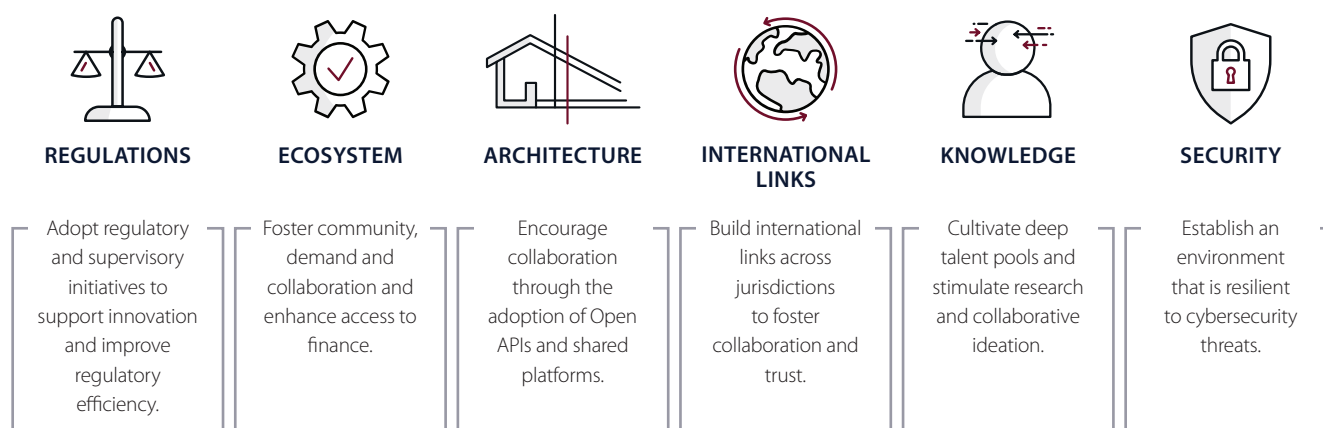 REGULATIONS
Adopt regulatory
and supervisory
initiatives to
support innovation
and improve
regulatory
efficiency.
ECOSYSTEM
Foster community,
demand and
collaboration and
enhance access to
finance.
ARCHITECTURE
Encourage
collaboration
through the
adoption of Open
APIs and shared
platforms.
INTERNATIONAL
LINKS
Build international
links across
jurisdictions
to foster
collaboration and
trust.
KNOWLEDGE
Cultivate deep
talent pools and
stimulate research
and collaborative
ideation.
SECURITY
Establish an
environment
that is resilient
to cybersecurity
threats.